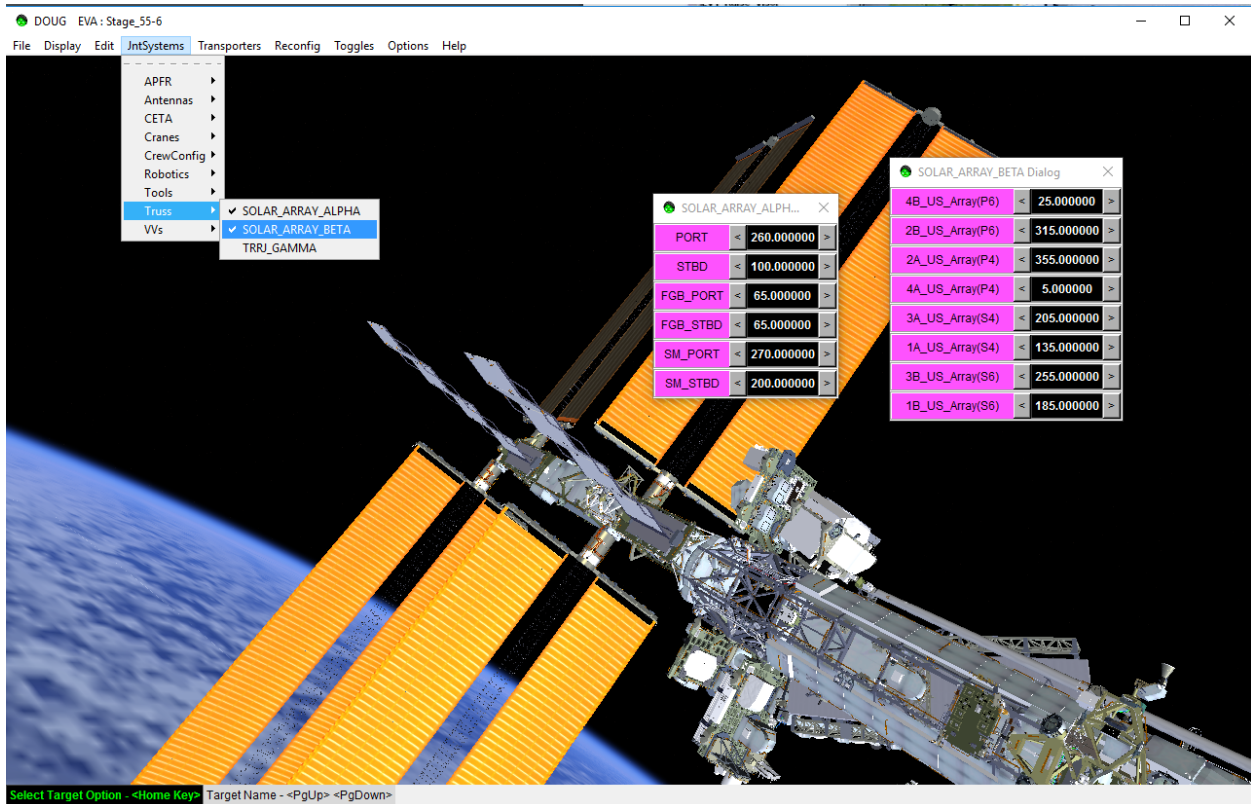 DOUG EVA : Stage_55-6
File Display Edit JntSystems Transporters Reconfig Toggles Options Help
APFR
Antennas
CETA
Cranes
CrewConfig
Robotics
Tools
Truss
VVs
SOLAR_ARRAY_ALPHA
SOLAR_ARRAY_BETA
TRRJ_GAMMA
SOLAR_ARRAY_ALPH...
PORT < 260.000000 >
STBD < 100.000000 >
FGB_PORT < 65.000000 >
FGB_STBD < 65.000000 >
SM_PORT < 270.000000 >
SM_STBD < 200.000000 >
SOLAR_ARRAY_BETA Dialog
4B_US_Array(P6) < 25.000000 >
2B_US_Array(P6) < 315.000000 >
2A_US_Array(P4) < 355.000000 >
4A_US_Array(P4) < 5.000000 >
3A_US_Array(S4) < 205.000000 >
1A_US_Array(S4) < 135.000000 >
3B_US_Array(S6) < 255.000000 >
1B_US_Array(S6) < 185.000000 >
Select Target Option - <Home Key> Target Name - <PgUp> <PgDown>